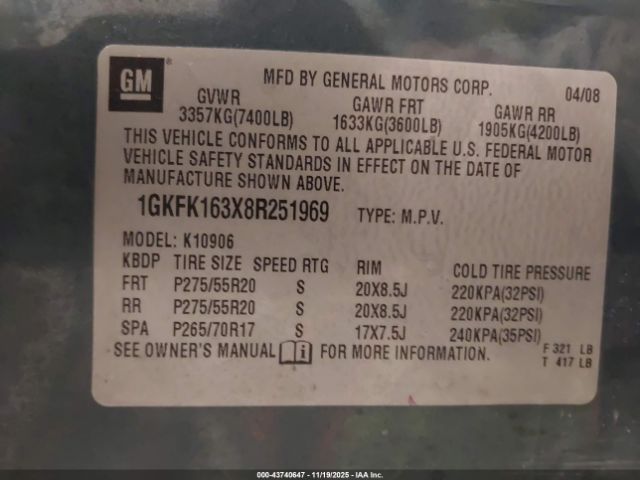 GM®
MFD BY GENERAL MOTORS CORP. 04/08
GVWR GAWR FRT GAWR RR
3357KG(7400LB) 1633KG(3600LB) 1905KG(4200LB)
THIS VEHICLE CONFORMS TO ALL APPLICABLE U.S. FEDERAL MOTOR
VEHICLE SAFETY STANDARDS IN EFFECT ON THE DATE OF
MANUFACTURE SHOWN ABOVE.
1GKFK163X8R251969 TYPE: M.P.V.
MODEL: K10906
KBDP TIRE SIZE SPEED RTG RIM COLD TIRE PRESSURE
FRT P275/55R20 S 20X8.5J 220KPA(32PSI)
RR P275/55R20 S 20X8.5J 220KPA(32PSI)
SPA P265/70R17 S 17X7.5J 240KPA(35PSI)
SEE OWNER'S MANUAL FOR MORE INFORMATION. F 321 LB
T 417 LB
000-43740647 - 11/19/2025 - IAA Inc.